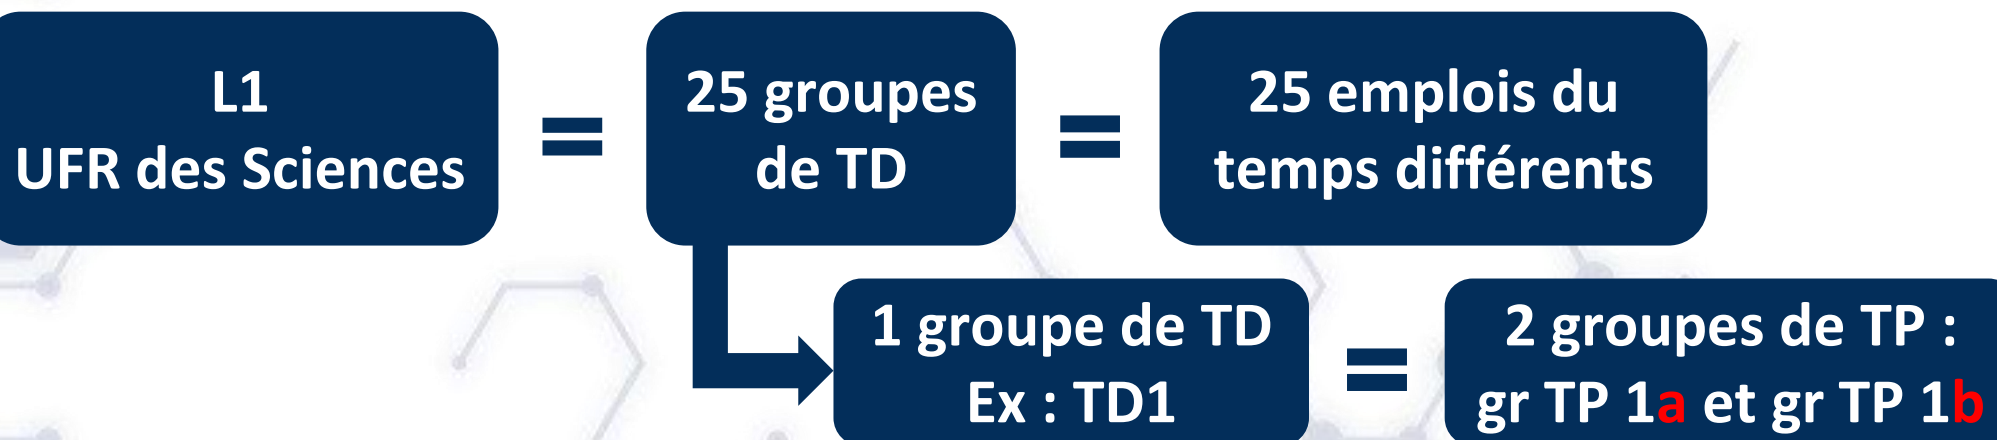 L1
UFR des Sciences
=
25 groupes
de TD
=
25 emplois du
temps différents
1 groupe de TD
Ex : TD1
=
2 groupes de TP :
gr TP 1a et gr TP 1b